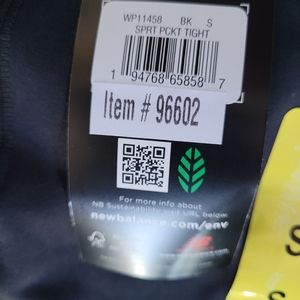 WP11458 BK S
SPRT PCKT TIGHT
1 94768 65858 7
Item # 96602
For more info about
NB Sustainability visit URL below.
newbalance.com/env
S
S